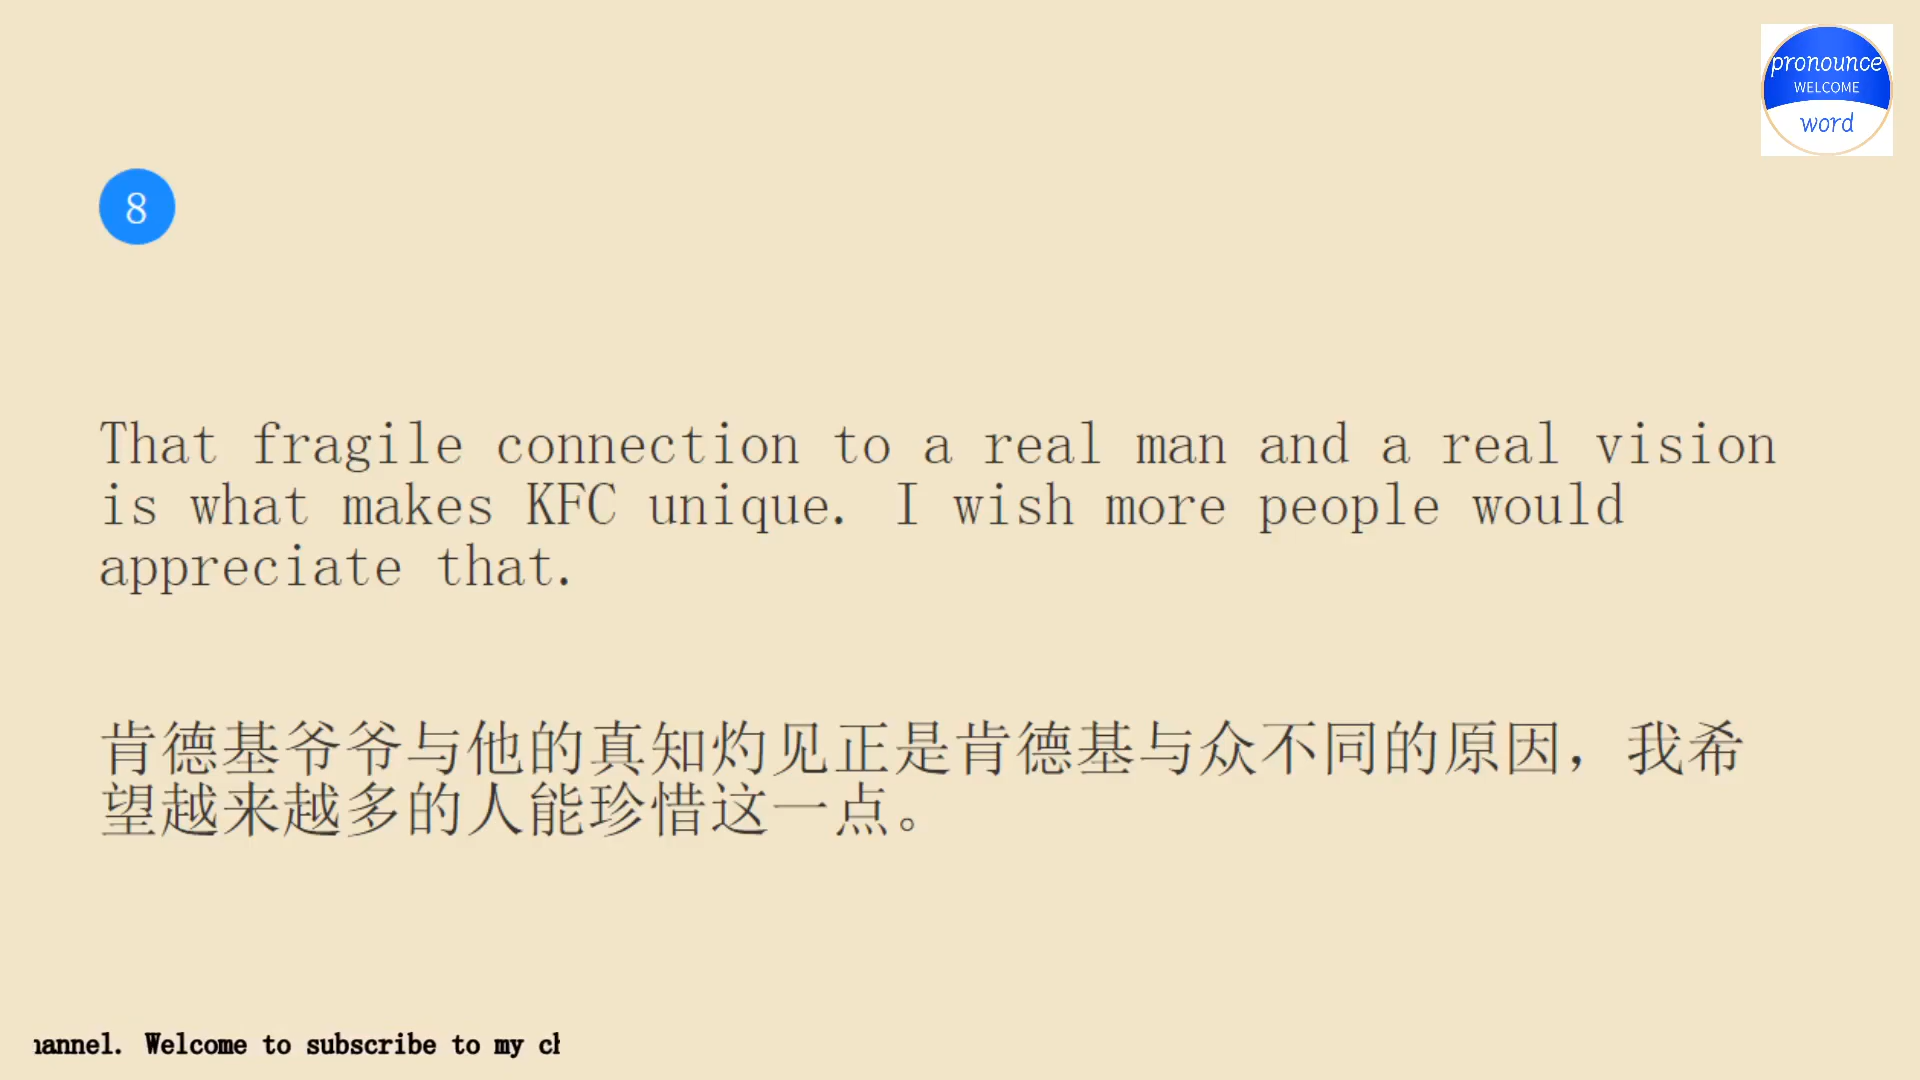 pronounce
WELCOME
word
8
That fragile connection to a real man and a real vision
is what makes KFC unique. I wish more people would
appreciate that.
肯德基爷爷与他的真知灼见正是肯德基与众不同的原因，我希
望越来越多的人能珍惜这一点。
hannel. Welcome to subscribe to my ch